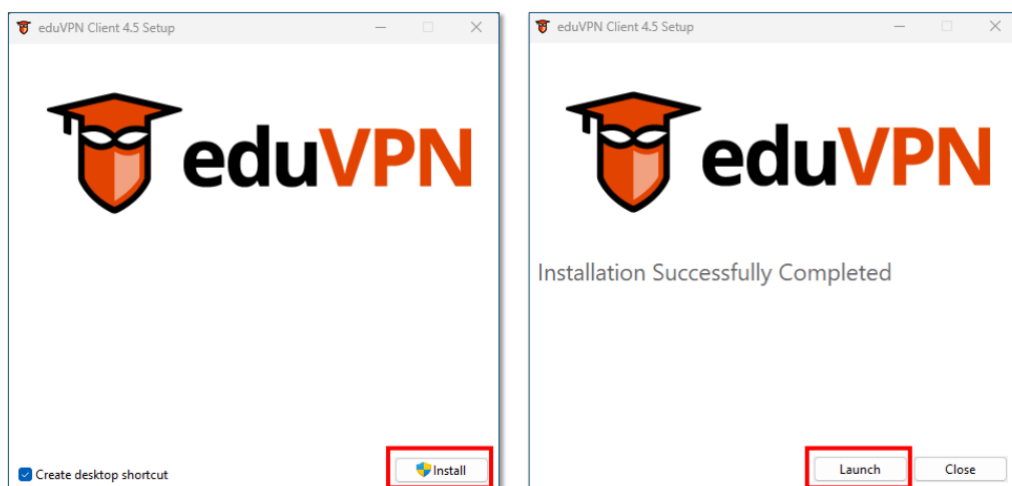 eduVPN Client 4.5 Setup
eduVPN
Create desktop shortcut
Install
eduVPN Client 4.5 Setup
eduVPN
Installation Successfully Completed
Launch
Close